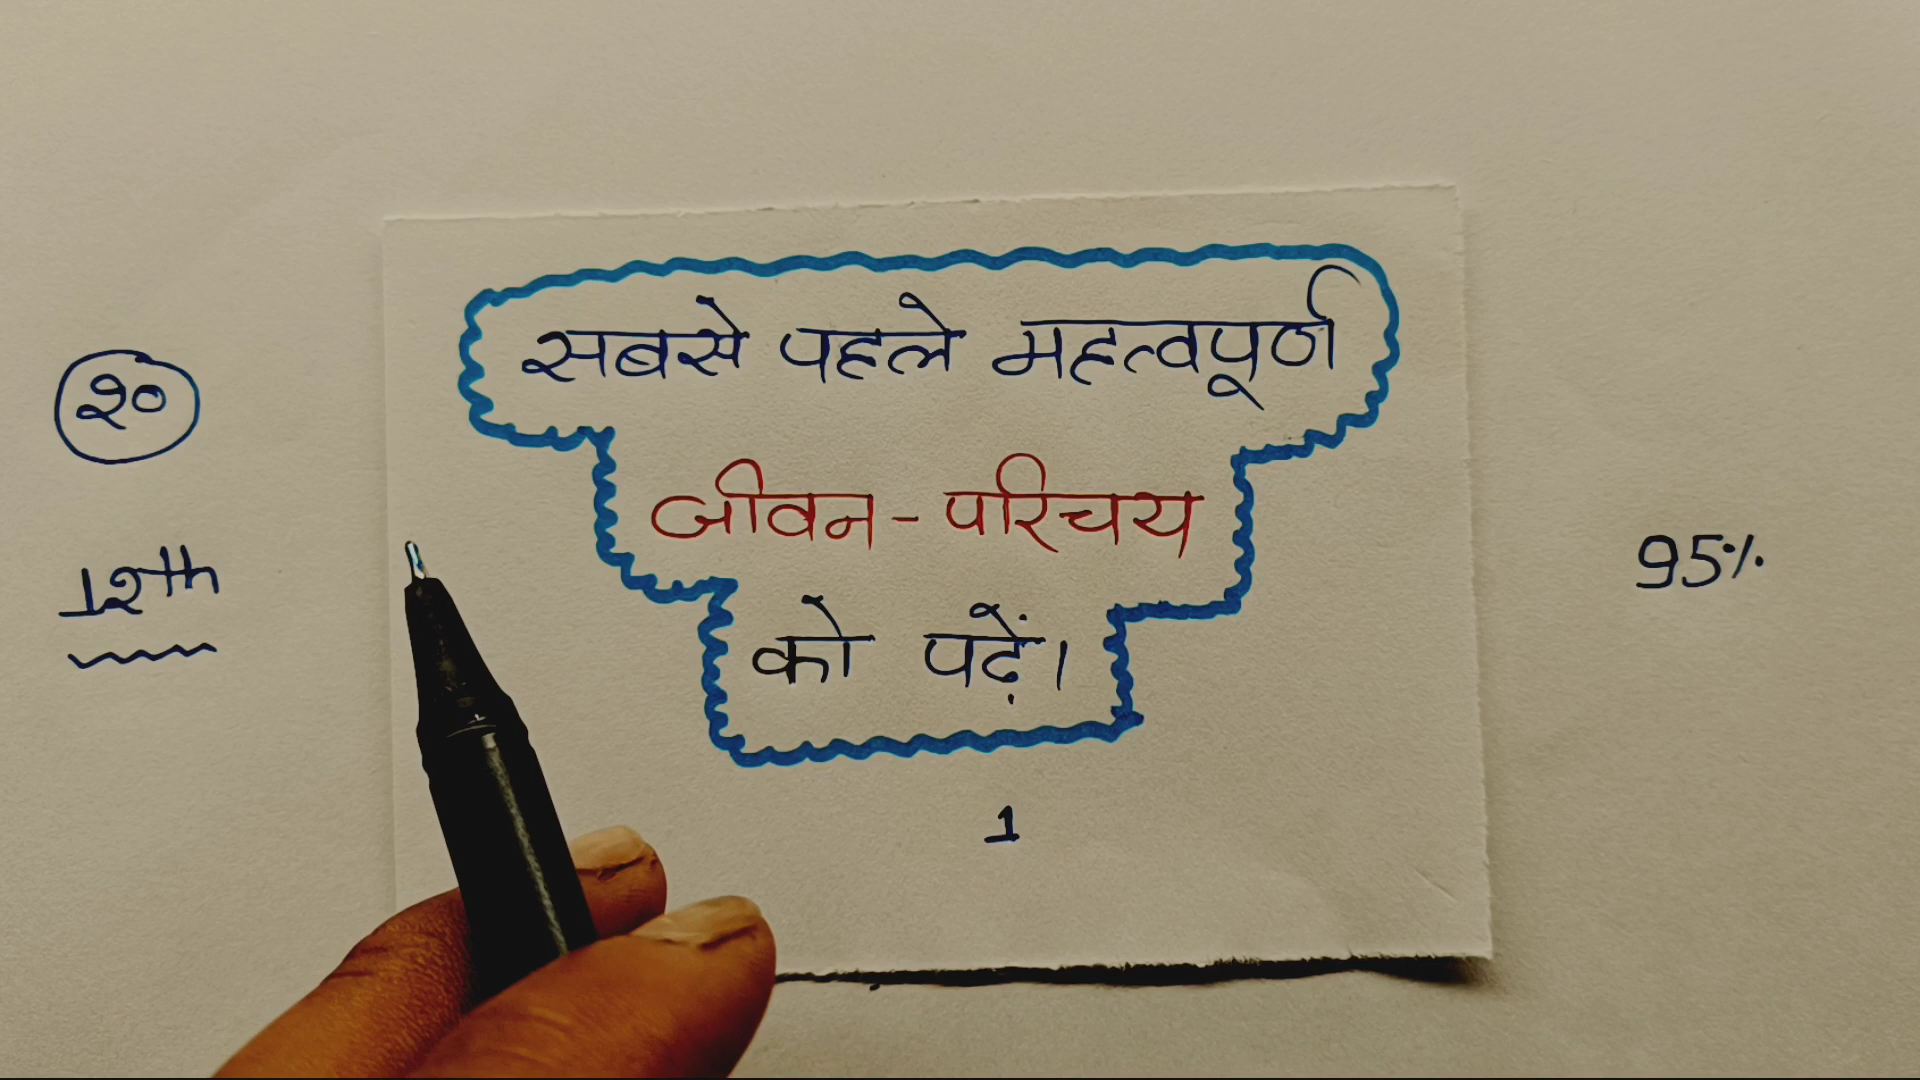 सबसे पहले महत्वपूर्ण
जीवन-परिचय
को पढ़ें।
1
२०
12th
95%